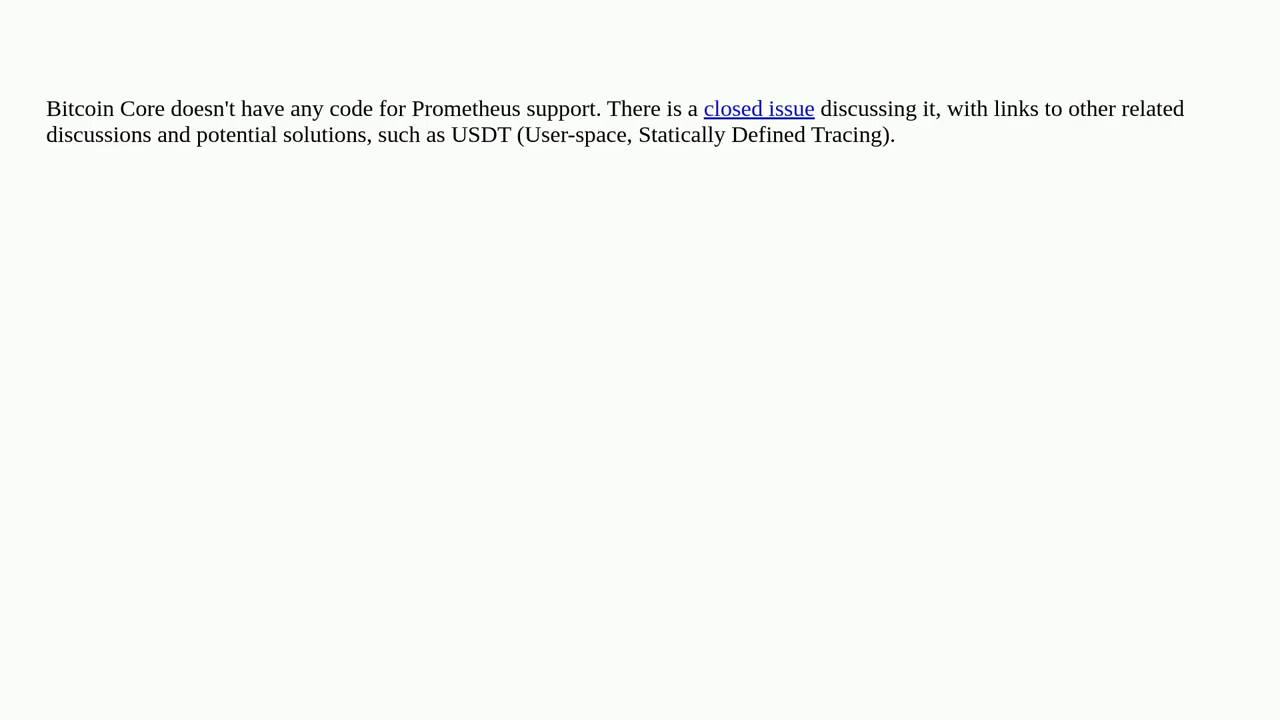 Bitcoin Core doesn't have any code for Prometheus support. There is a closed issue discussing it, with links to other related
discussions and potential solutions, such as USDT (User-space, Statically Defined Tracing).